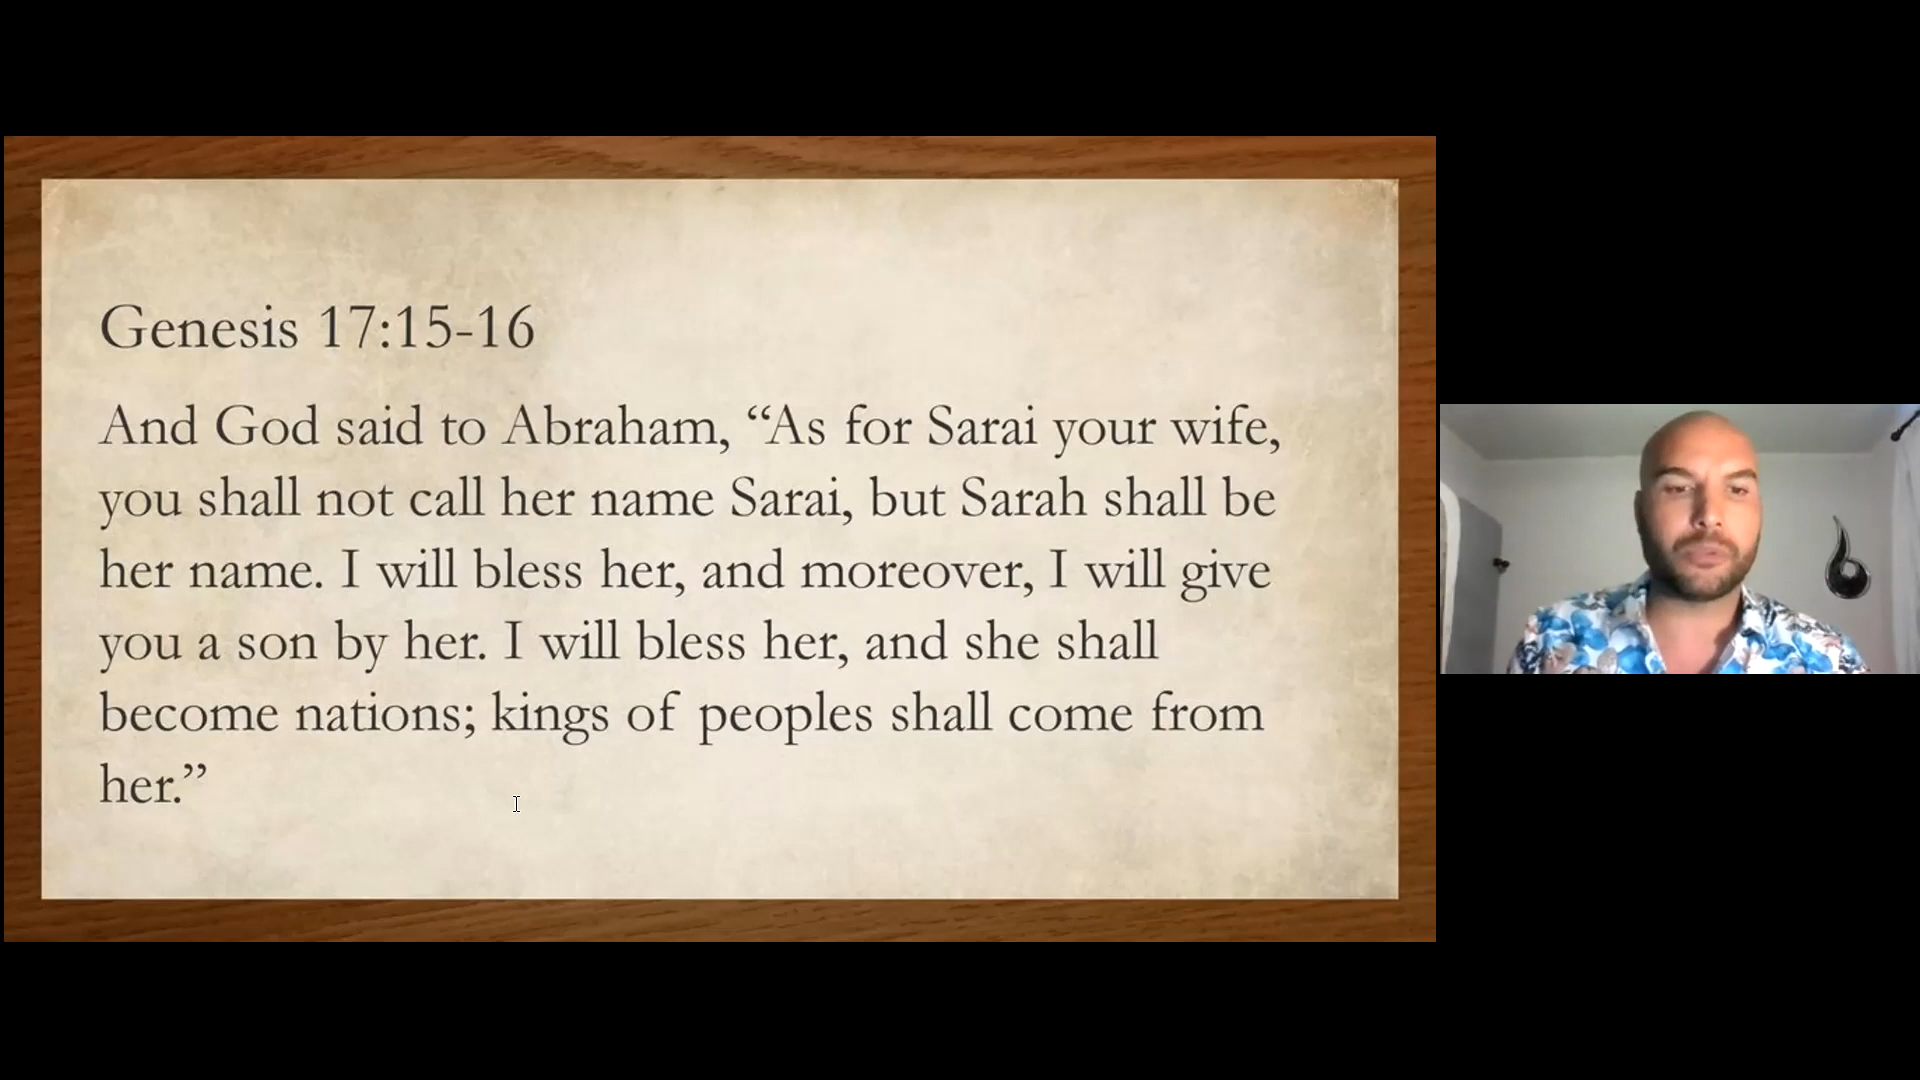 Genesis 17:15-16
And God said to Abraham, “As for Sarai your wife,
you shall not call her name Sarai, but Sarah shall be
her name. I will bless her, and moreover, I will give
you a son by her. I will bless her, and she shall
become nations; kings of peoples shall come from
her.”